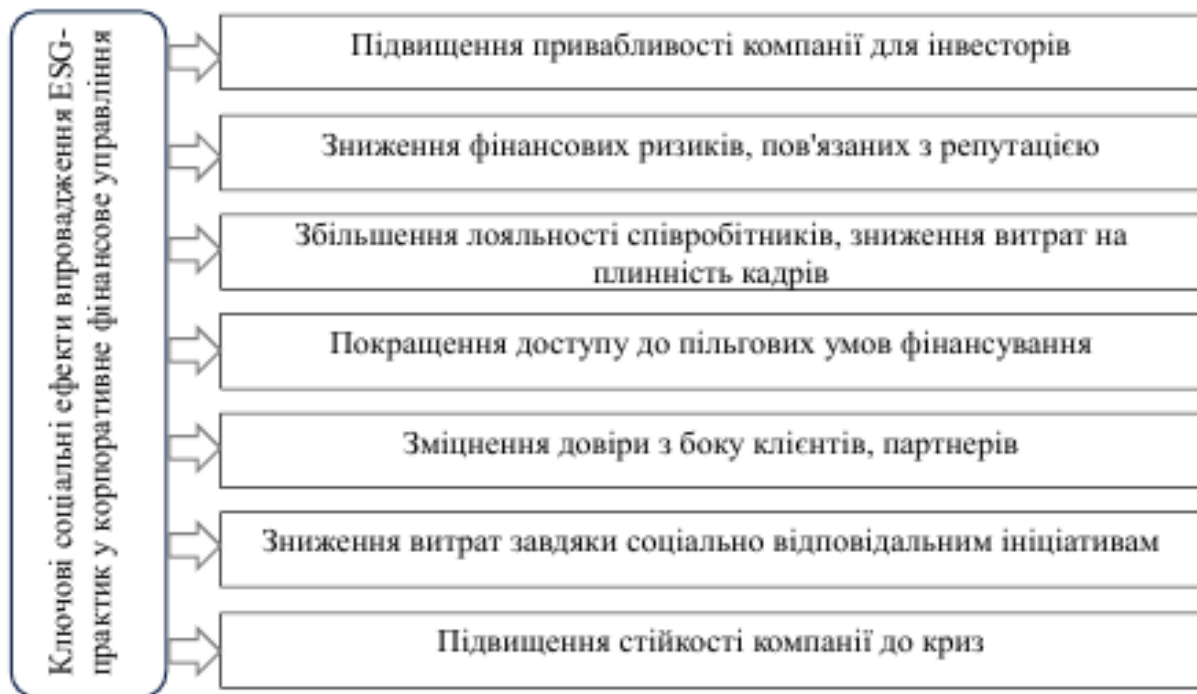 Ключові соціальні ефекти впровадження ESG-
практик у корпоративне фінансове управління
Підвищення привабливості компанії для інвесторів
Зниження фінансових ризиків, пов'язаних з репутацією
Збільшення лояльності співробітників, зниження витрат на
плинність кадрів
Покращення доступу до пільгових умов фінансування
Зміцнення довіри з боку клієнтів, партнерів
Зниження витрат завдяки соціально відповідальним ініціативам
Підвищення стійкості компанії до криз